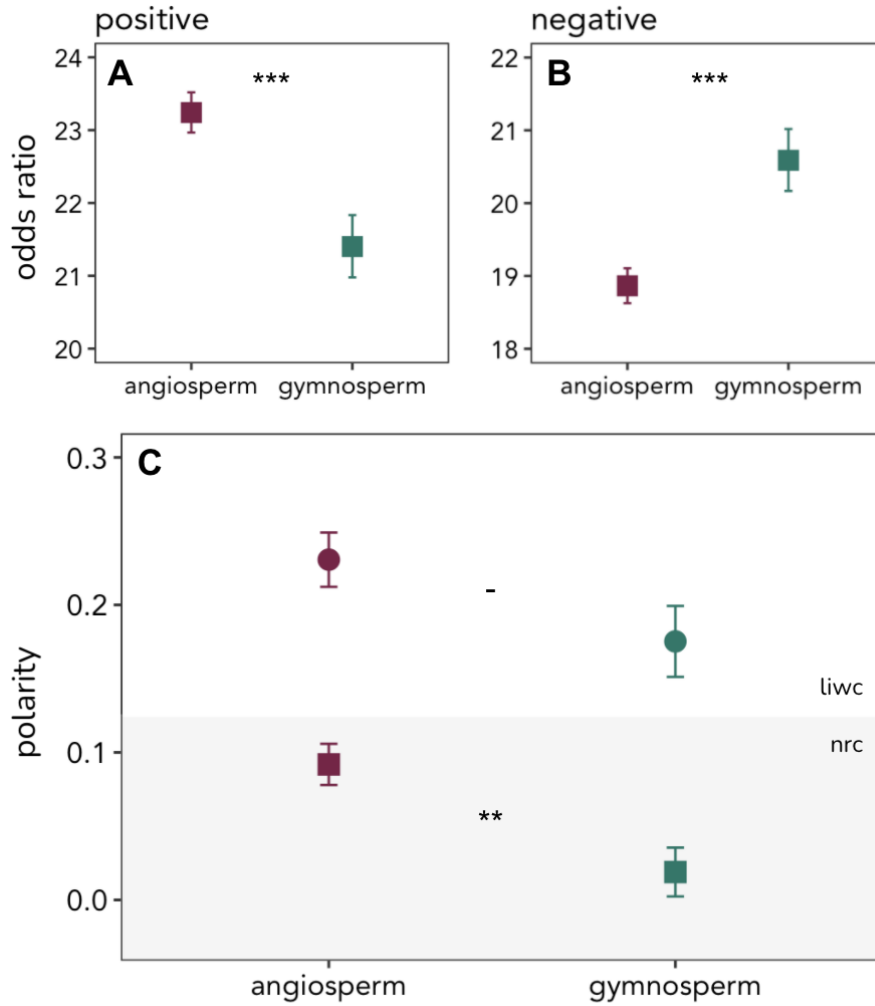 positive
A
***
24
23
22
21
20
odds ratio
angiosperm gymnosperm
negative
B
***
22
21
20
19
18
angiosperm gymnosperm
C
0.3
0.2
0.1
0.0
polarity
-
liwc
nrc
**
angiosperm gymnosperm